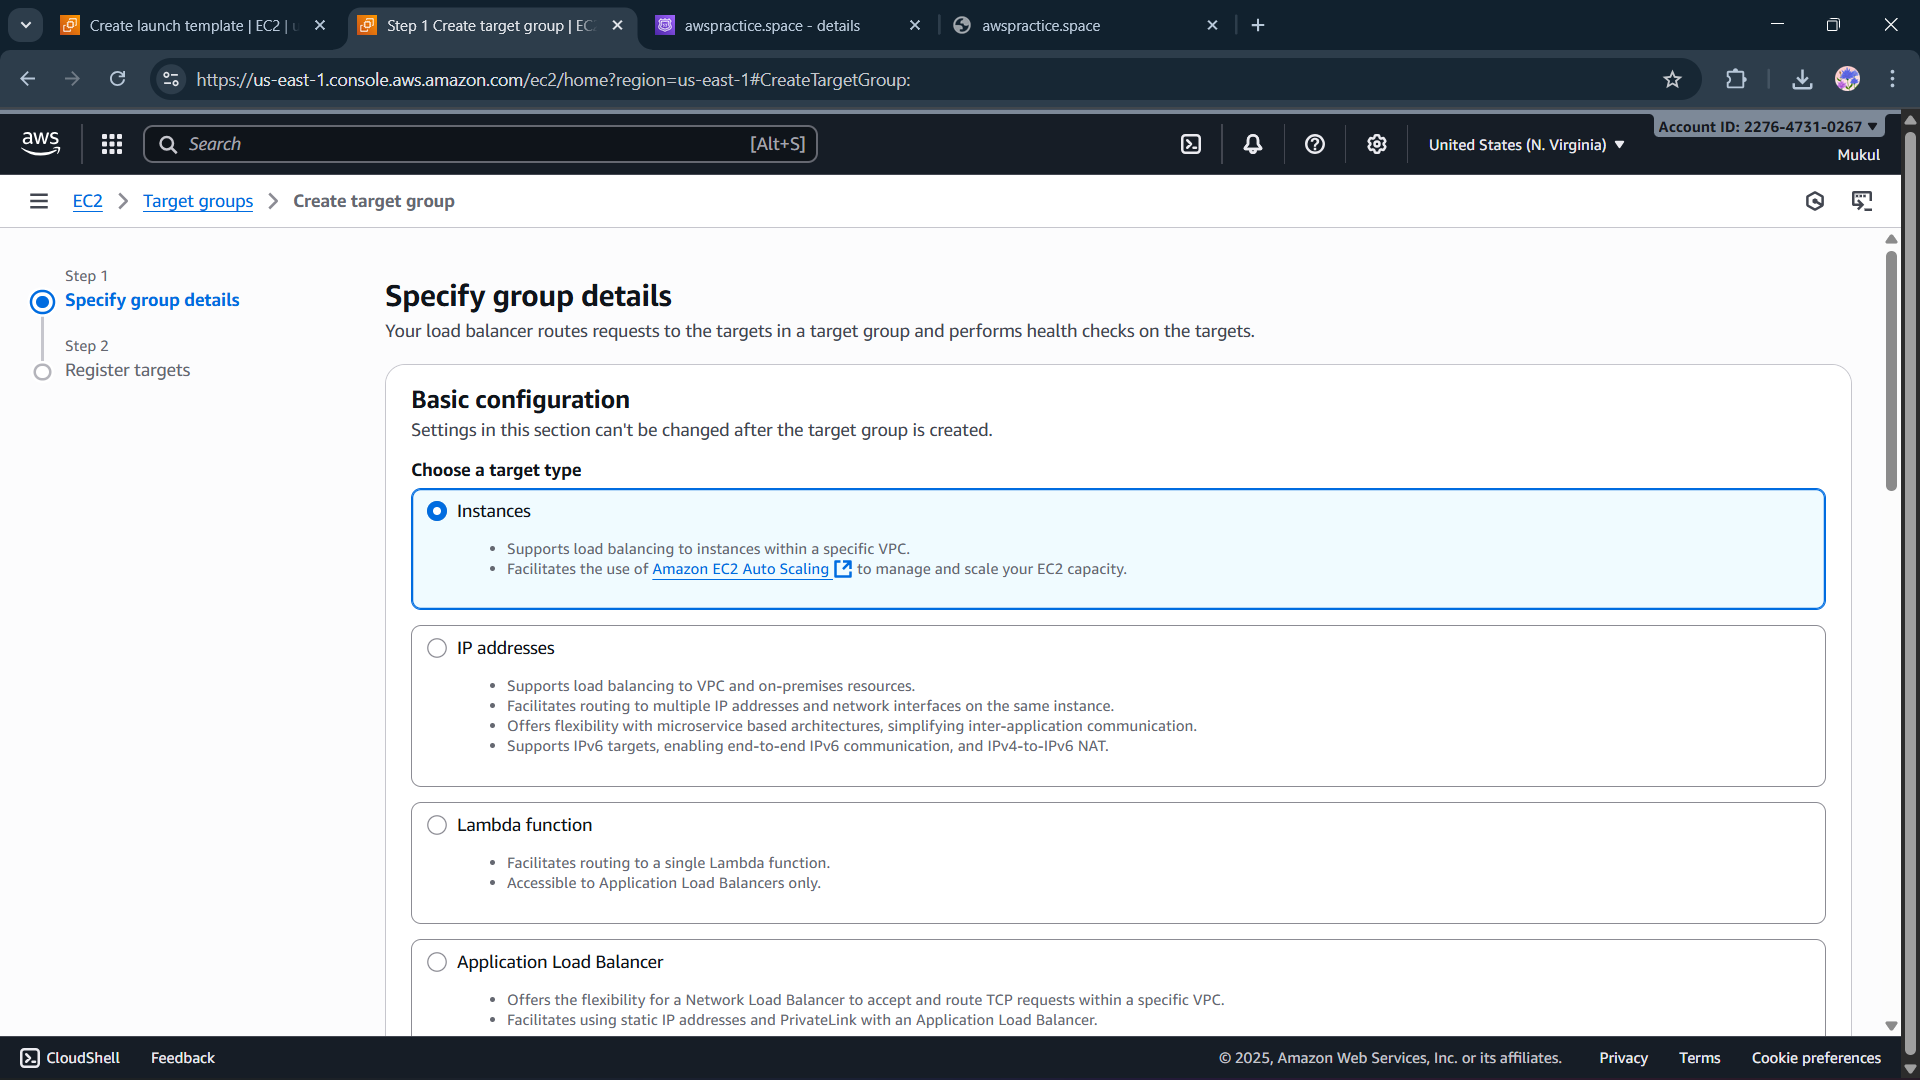 Create launch template | EC2 | u
Step 1 Create target group | EC2
awspractice.space - details
awspractice.space
https://us-east-1.console.aws.amazon.com/ec2/home?region=us-east-1#CreateTargetGroup:
aws
Search
[Alt+S]
United States (N. Virginia)
Account ID: 2276-4731-0267
Mukul
EC2
Target groups
Create target group
Step 1
Specify group details
Step 2
Register targets
Specify group details
Your load balancer routes requests to the targets in a target group and performs health checks on the targets.
Basic configuration
Settings in this section can't be changed after the target group is created.
Choose a target type
Instances
• Supports load balancing to instances within a specific VPC.
• Facilitates the use of Amazon EC2 Auto Scaling to manage and scale your EC2 capacity.
IP addresses
• Supports load balancing to VPC and on-premises resources.
• Facilitates routing to multiple IP addresses and network interfaces on the same instance.
• Offers flexibility with microservice based architectures, simplifying inter-application communication.
• Supports IPv6 targets, enabling end-to-end IPv6 communication, and IPv4-to-IPv6 NAT.
Lambda function
• Facilitates routing to a single Lambda function.
• Accessible to Application Load Balancers only.
Application Load Balancer
• Offers the flexibility for a Network Load Balancer to accept and route TCP requests within a specific VPC.
• Facilitates using static IP addresses and PrivateLink with an Application Load Balancer.
CloudShell
Feedback
© 2025, Amazon Web Services, Inc. or its affiliates.
Privacy
Terms
Cookie preferences